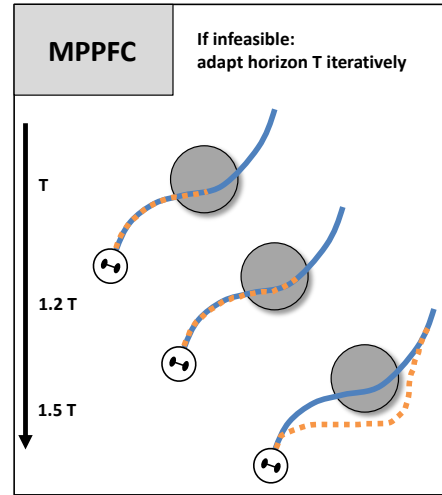 MPPFC
If infeasible:
adapt horizon T iteratively
T
1.2 T
1.5 T